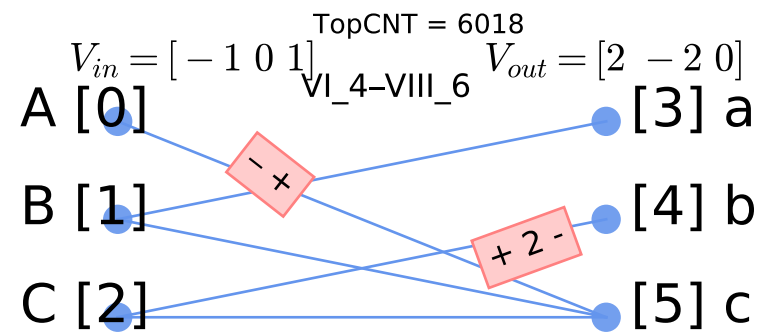 TopCNT = 6018
V_in = [ − 1 0 1]
V_out = [2 − 2 0]
VI_4–VIII_6
A [0]
[3] a
- +
B [1]
[4] b
+ 2 -
C [2]
[5] c